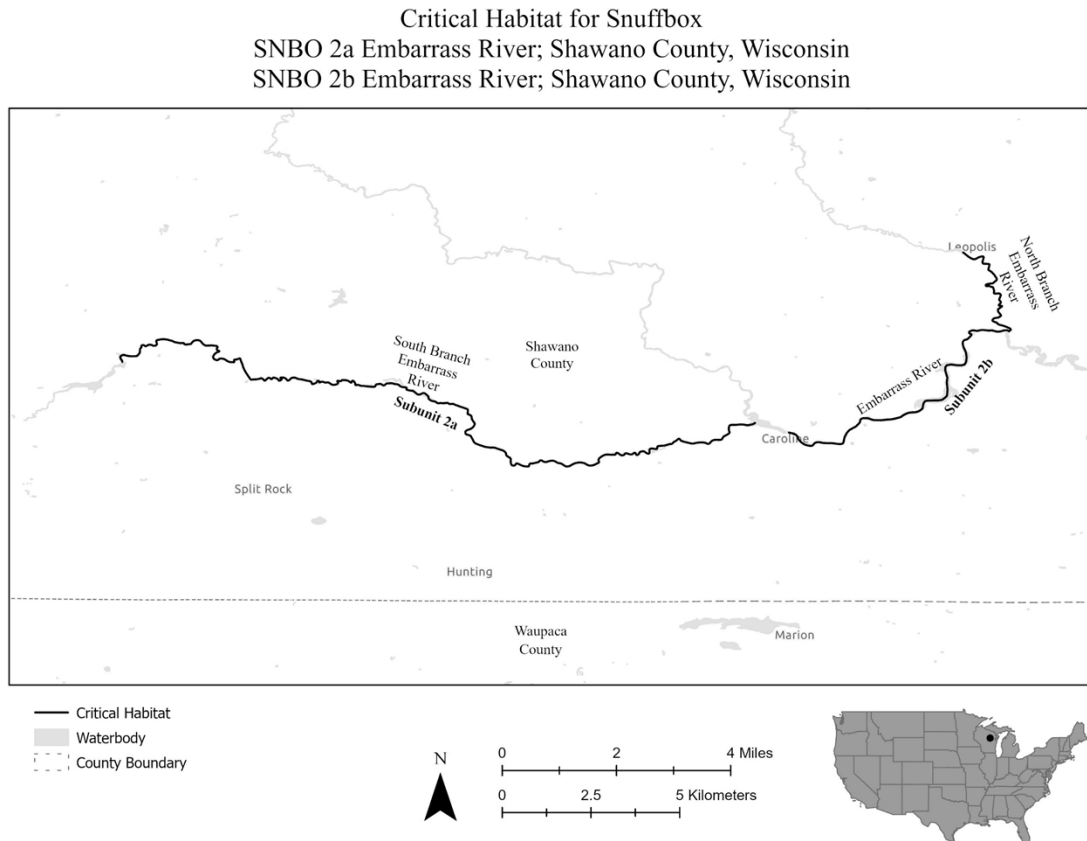 Critical Habitat for Snuffbox
SNBO 2a Embarrass River; Shawano County, Wisconsin
SNBO 2b Embarrass River; Shawano County, Wisconsin
Leopolis
North Branch
Embarrass
River
South Branch
Embarrass
River
Subunit 2a
Shawano
County
Embarrass River
Subunit 2b
Caroline
Split Rock
Hunting
Waupaca
County
Marion
Critical Habitat
Waterbody
County Boundary
N
0 2 4 Miles
0 2.5 5 Kilometers